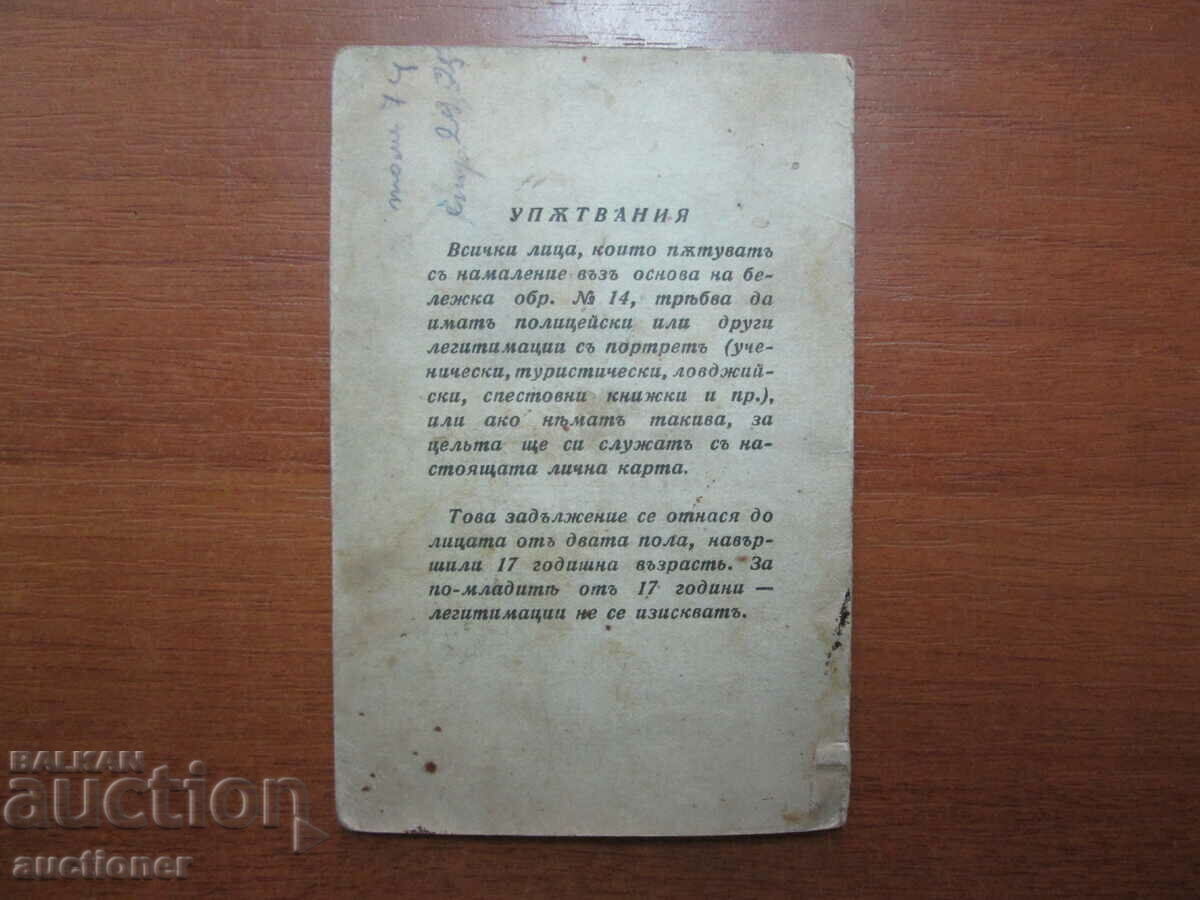 УПѪТВАНИЯ
Всички лица, които пѫтуватъ
съ намаление възъ основа на бе-
лежка обр. № 14, трѣбва да
иматъ полицейски или други
легитимации съ портретъ (уче-
нически, туристически, ловджий-
ски, спестовни книжки и пр.),
или ако нѣматъ такива, за
цельта ще си служатъ съ на-
стоящата лична карта.
Това задължение се отнася до
лицата отъ двата пола, навър-
шили 17 годишна възрасть. За
по-младитѣ отъ 17 години —
легитимации не се изискватъ.
BALKAN
auction
auctioner